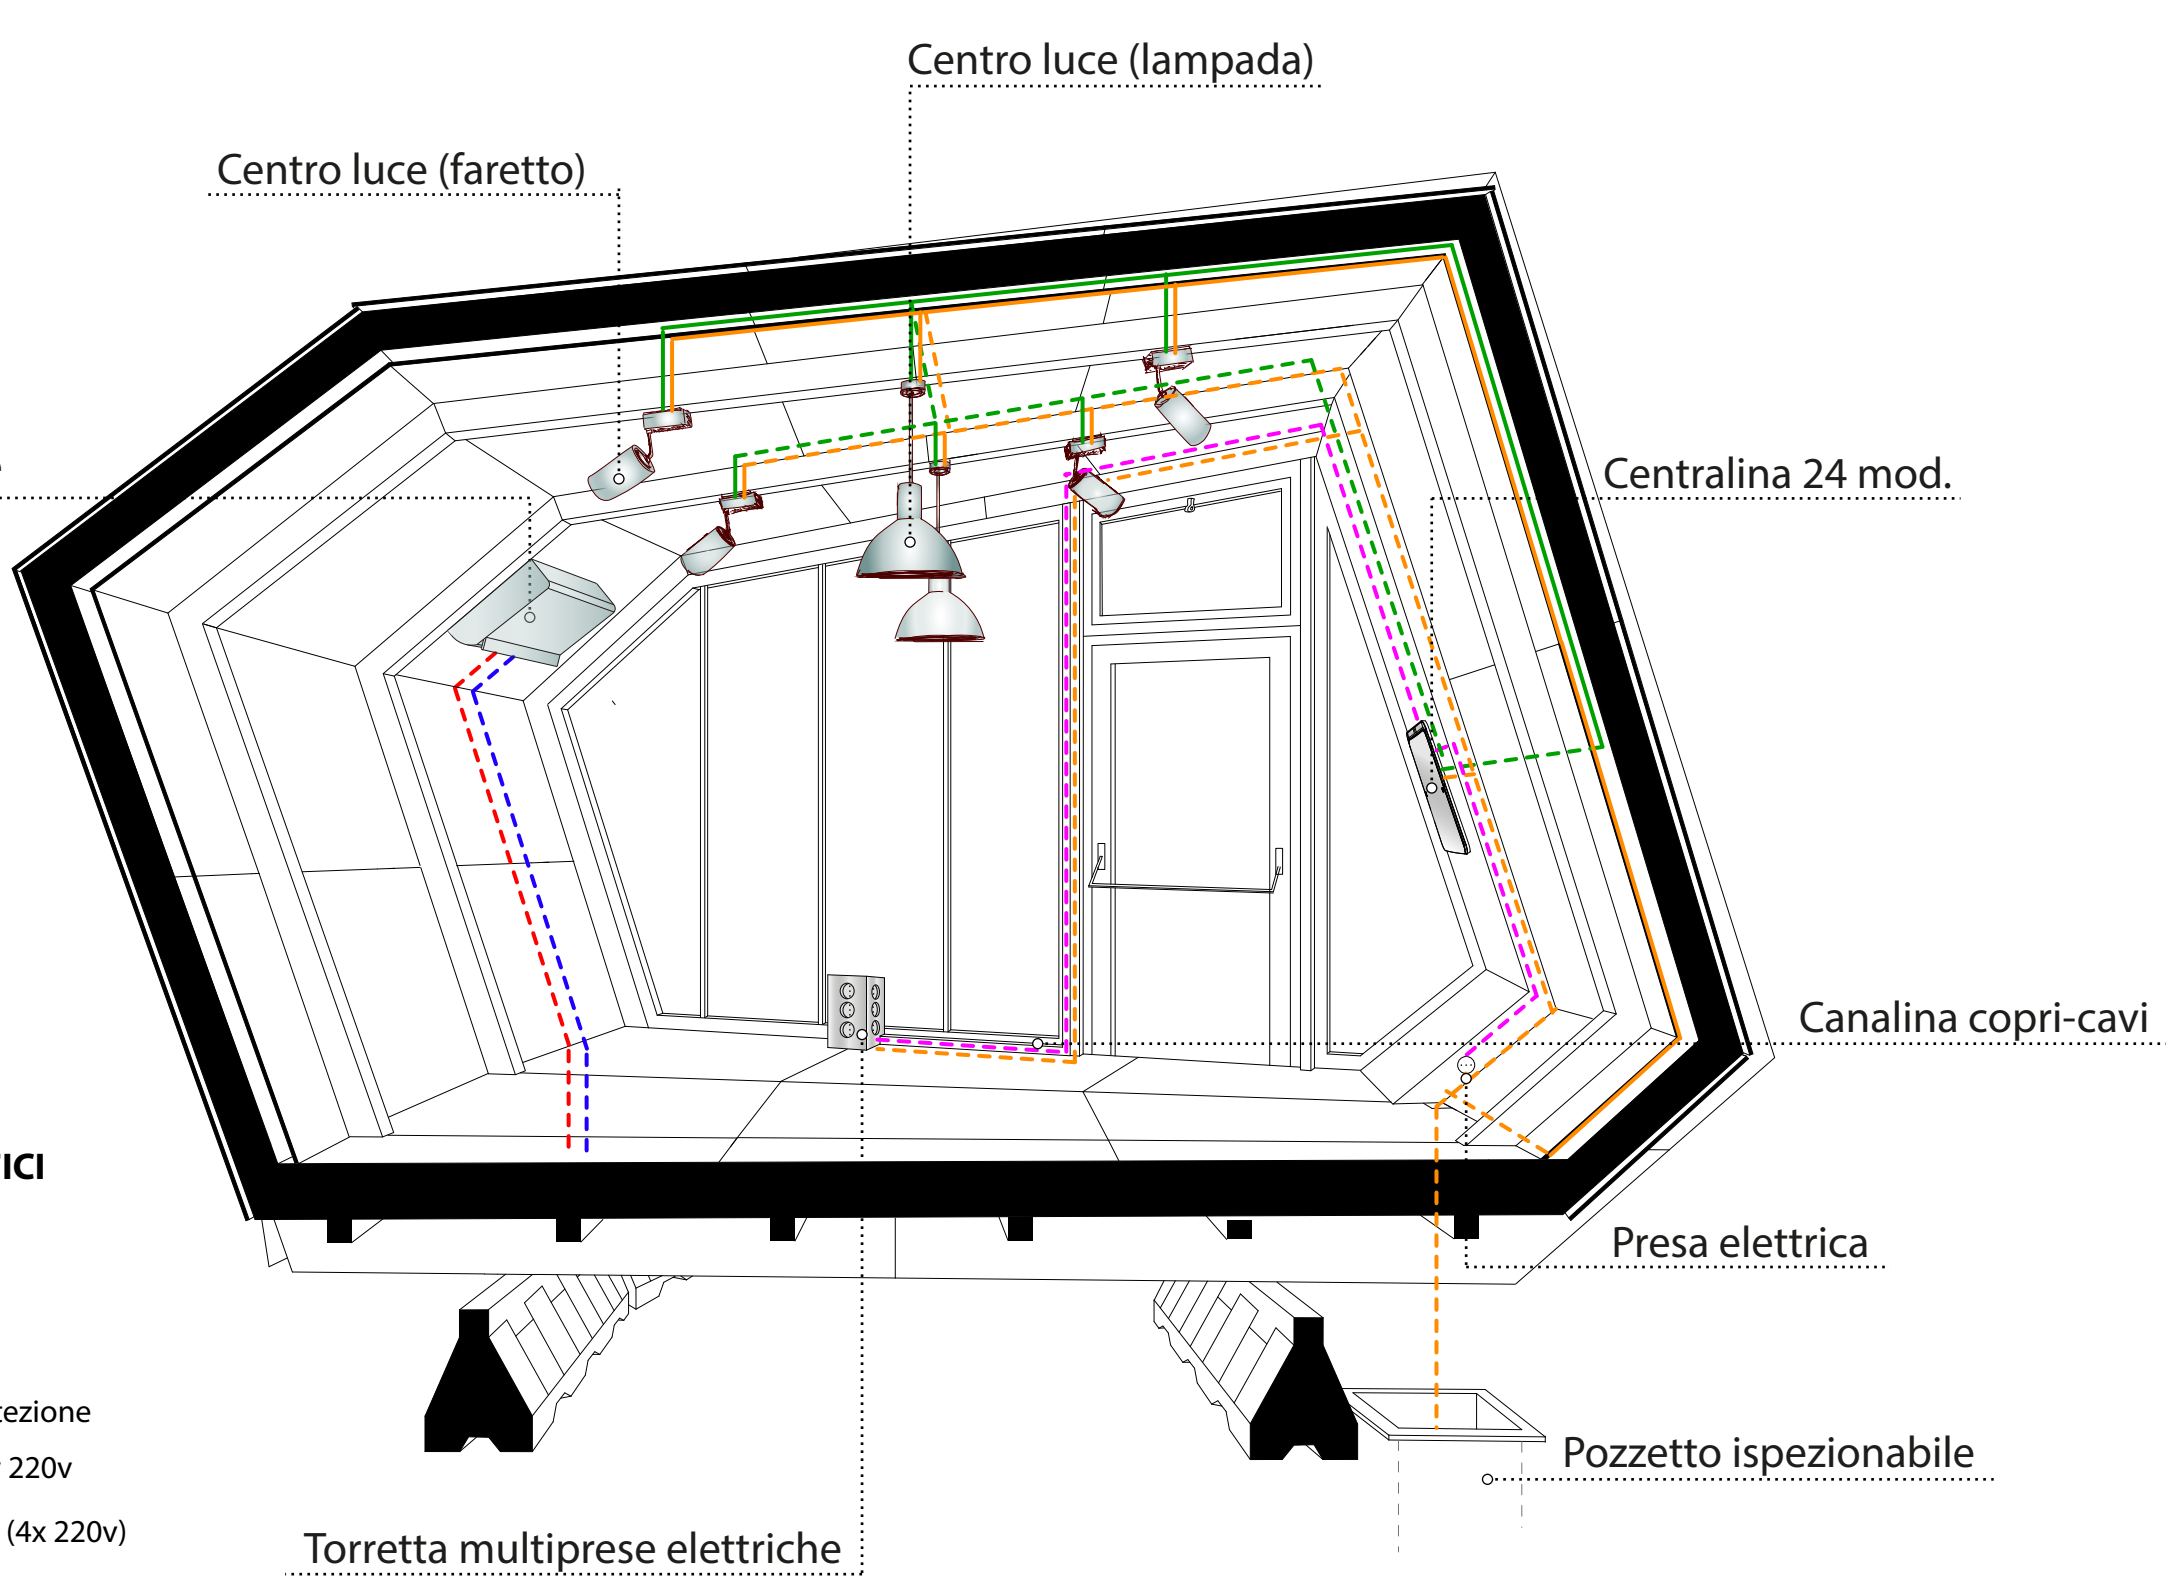 Centro luce (lampada)
Centro luce (faretto)
Centralina 24 mod.
Canalina copri-cavi
ICI
Presa elettrica
tezione
220v
Pozzetto ispezionabile
(4x 220v)
Torretta multiprese elettriche